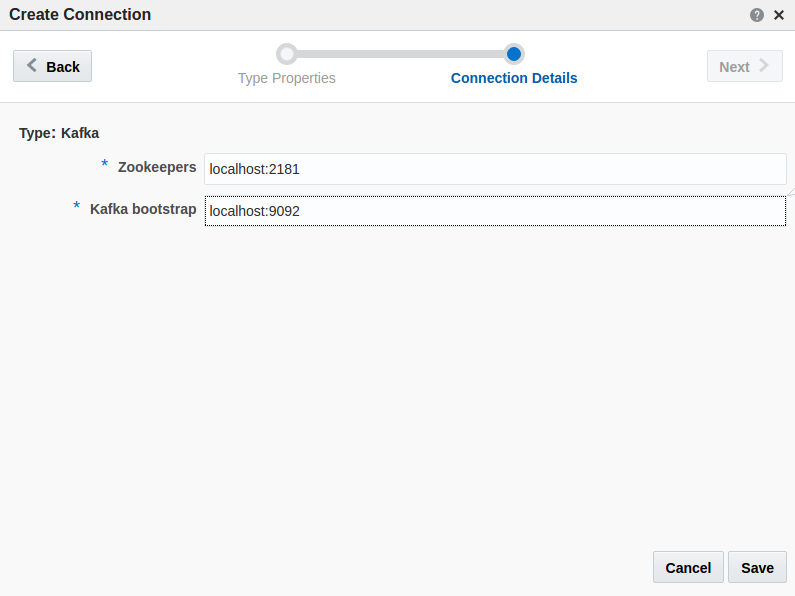 Create Connection
Back
Type Properties
Connection Details
Next
Type: Kafka
* Zookeepers localhost:2181
* Kafka bootstrap localhost:9092
Cancel Save